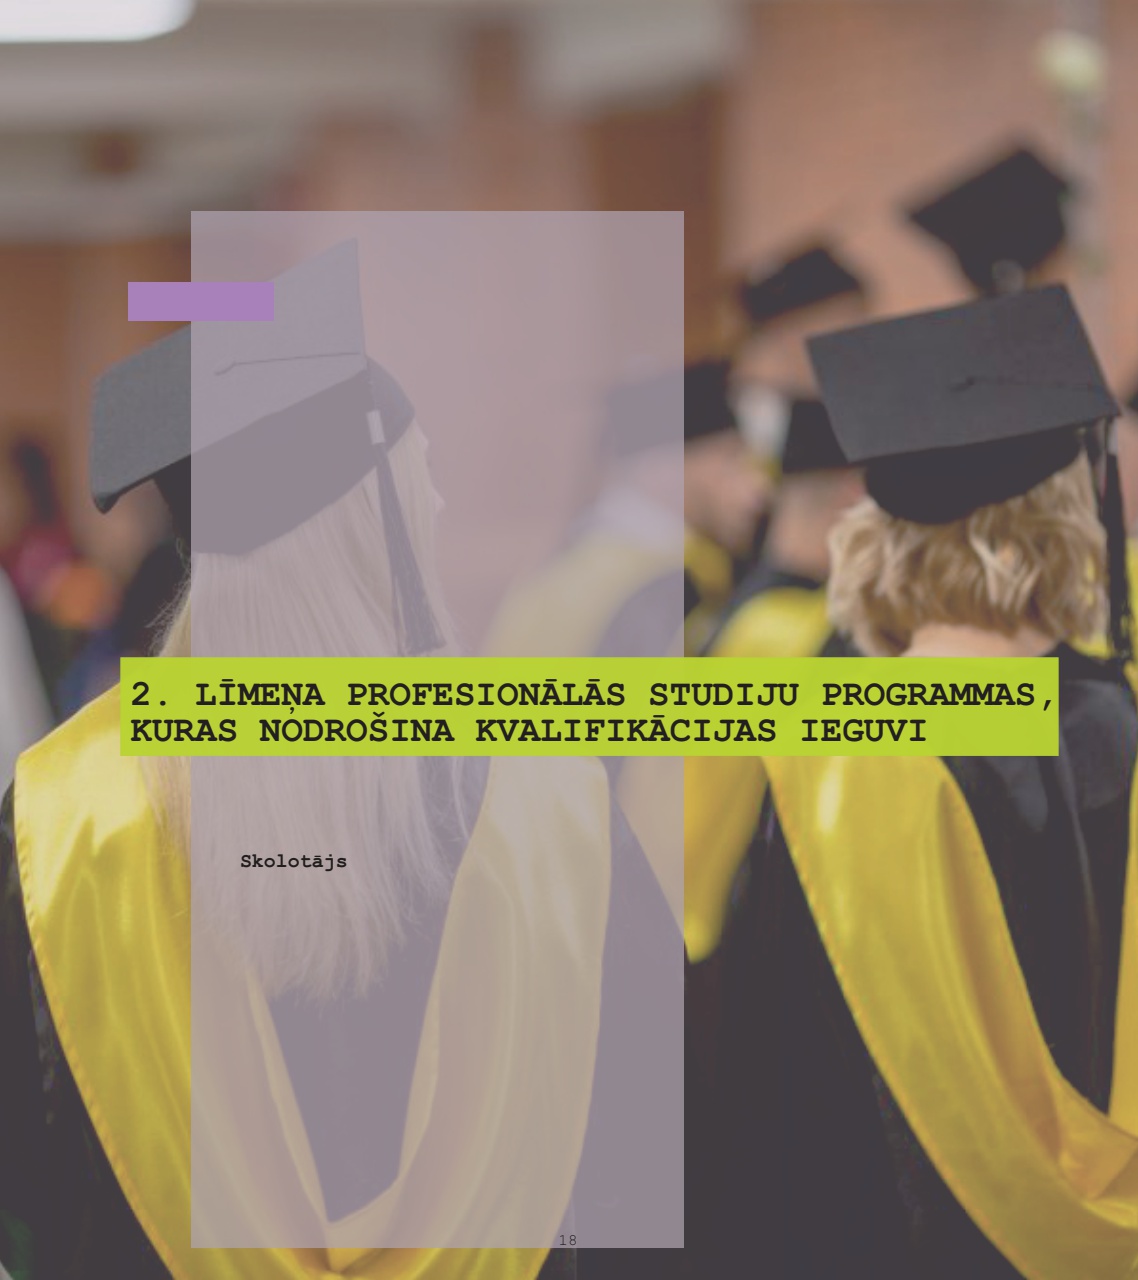 2. LĪMEŅA PROFESIONĀLĀS STUDIJU PROGRAMMAS,
KURAS NODROŠINA KVALIFIKĀCIJAS IEGUVI
Skolotājs
18